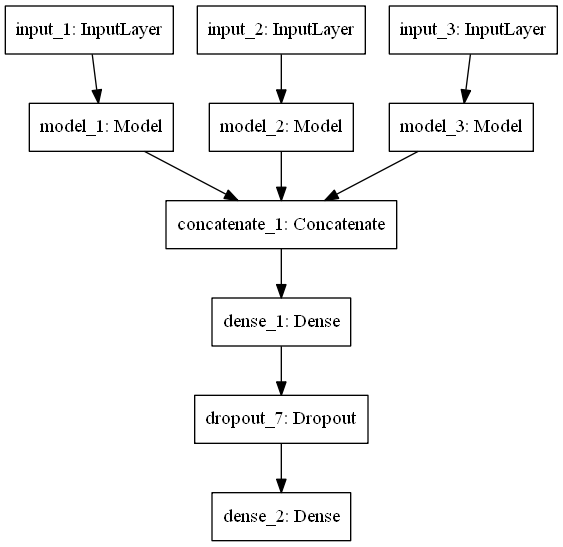 input_1: InputLayer
input_2: InputLayer
input_3: InputLayer
model_1: Model
model_2: Model
model_3: Model
concatenate_1: Concatenate
dense_1: Dense
dropout_7: Dropout
dense_2: Dense